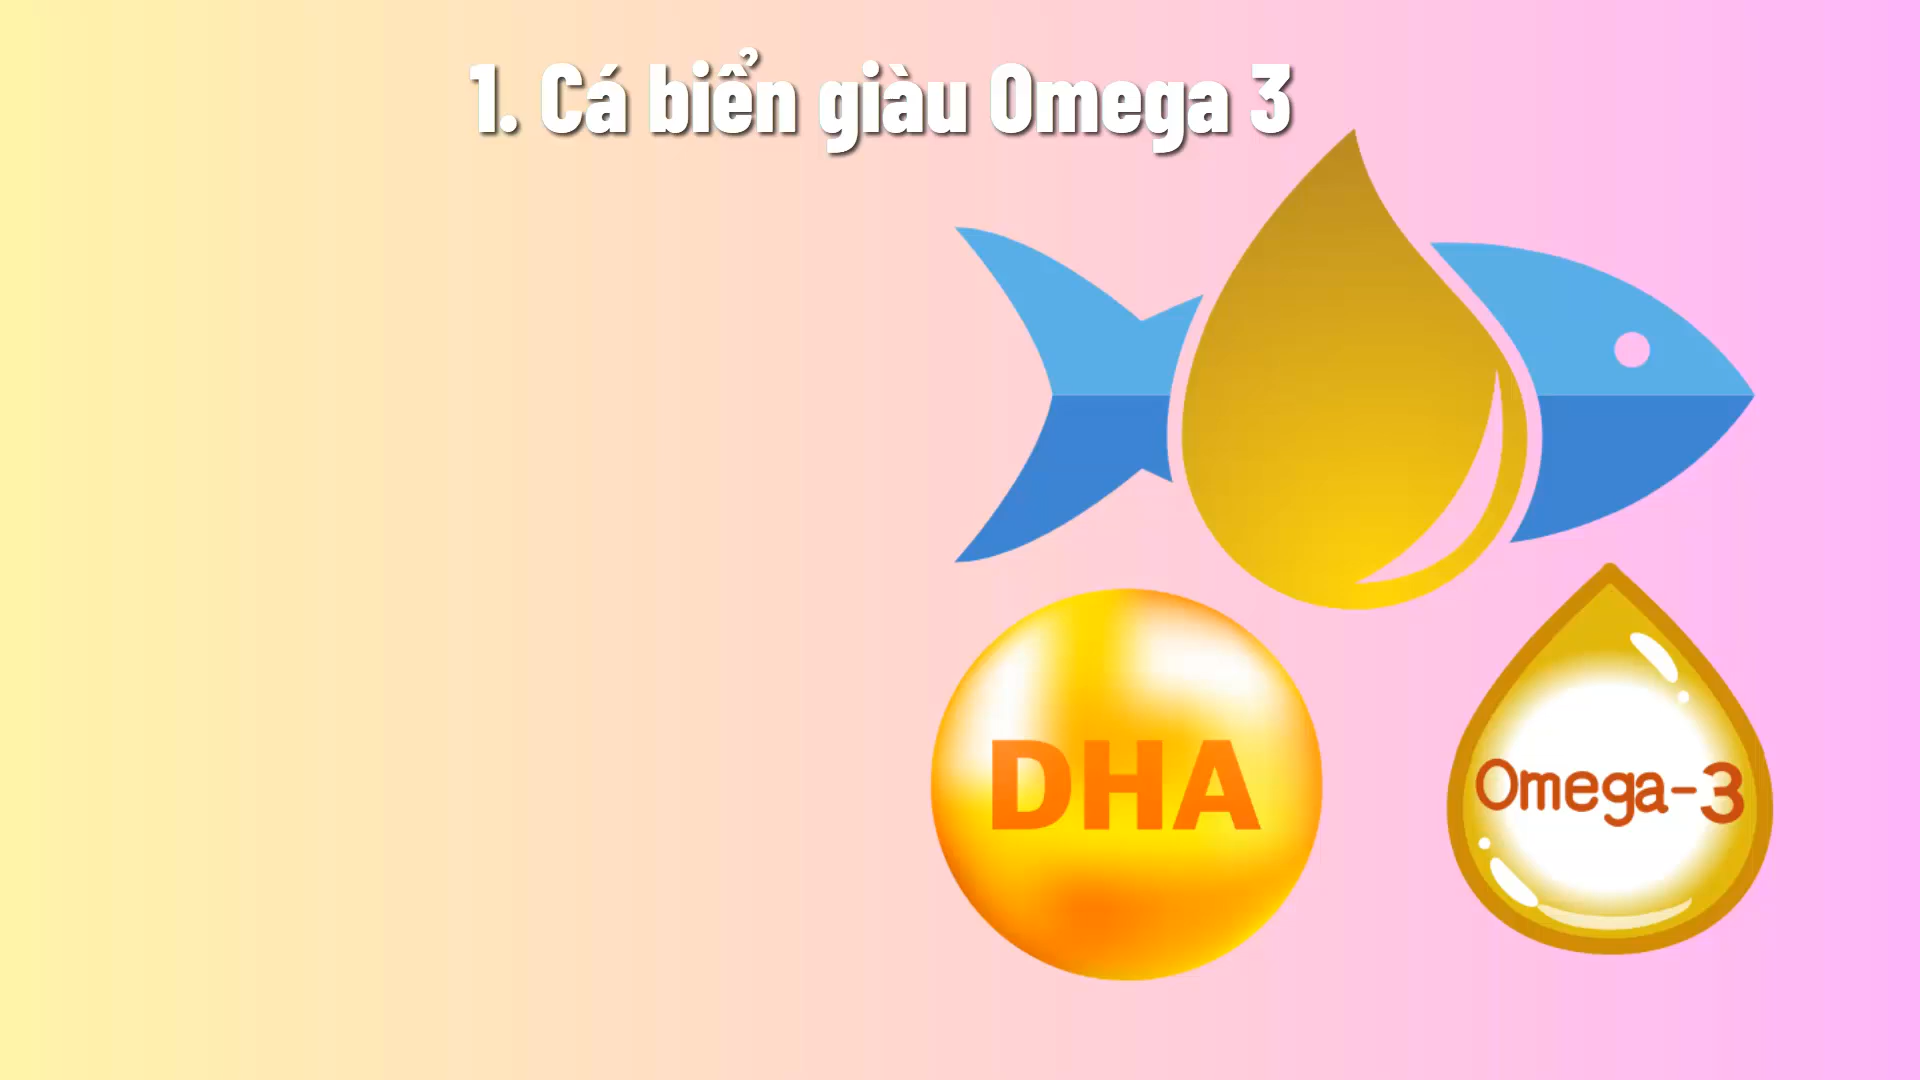 1. Cá biển giàu Omega 3
DHA
Omega-3